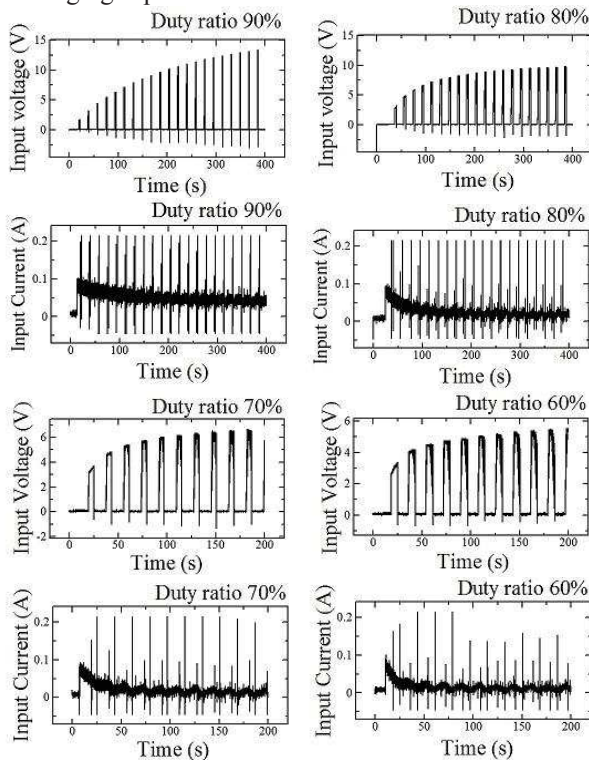 Duty ratio 90%
Input voltage (V)
15
10
5
0
0 100 200 300 400
Time (s)
Duty ratio 80%
Input voltage (V)
15
10
5
0
0 100 200 300 400
Time (s)
Duty ratio 90%
Input Current (A)
0.2
0.1
0
0 100 200 300 400
Time (s)
Duty ratio 80%
Input Current (A)
0.2
0.1
0
0 100 200 300 400
Time (s)
Duty ratio 70%
Input Voltage (V)
6
4
2
0
-2
0 50 100 150 200
Time (s)
Duty ratio 60%
Input Voltage (V)
6
4
2
0
0 50 100 150 200
Time (s)
Duty ratio 70%
Input Current (A)
0.2
0.1
0
0 50 100 150 200
Time (s)
Duty ratio 60%
Input Current (A)
0.2
0.1
0
0 50 100 150 200
Time (s)